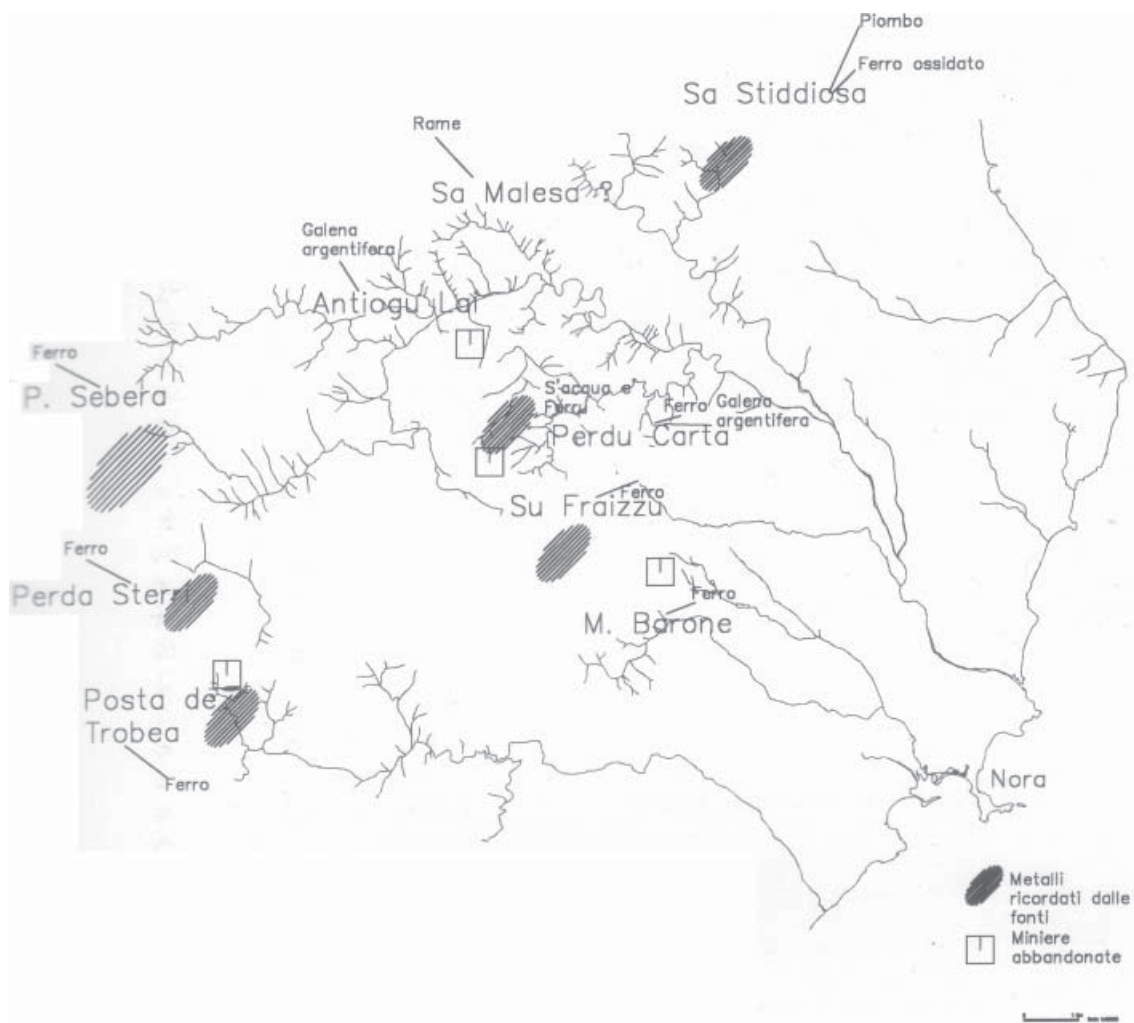 Piombo
Ferro ossidato
Sa Stiddiosa
Rame
Sa Malesa ?
Galena
argentifera
Antiogu Lai
Ferro
P. Sebera
S'acqua e'
Ferru
Ferro
Galena
argentifera
Perdu Carta
Ferro
Su Fraizzu
Ferro
Perda Sterri
Ferro
M. Barone
Posta de
Trobea
Ferro
Nora
Metalli
ricordati dalle
fonti
Miniere
abbandonate